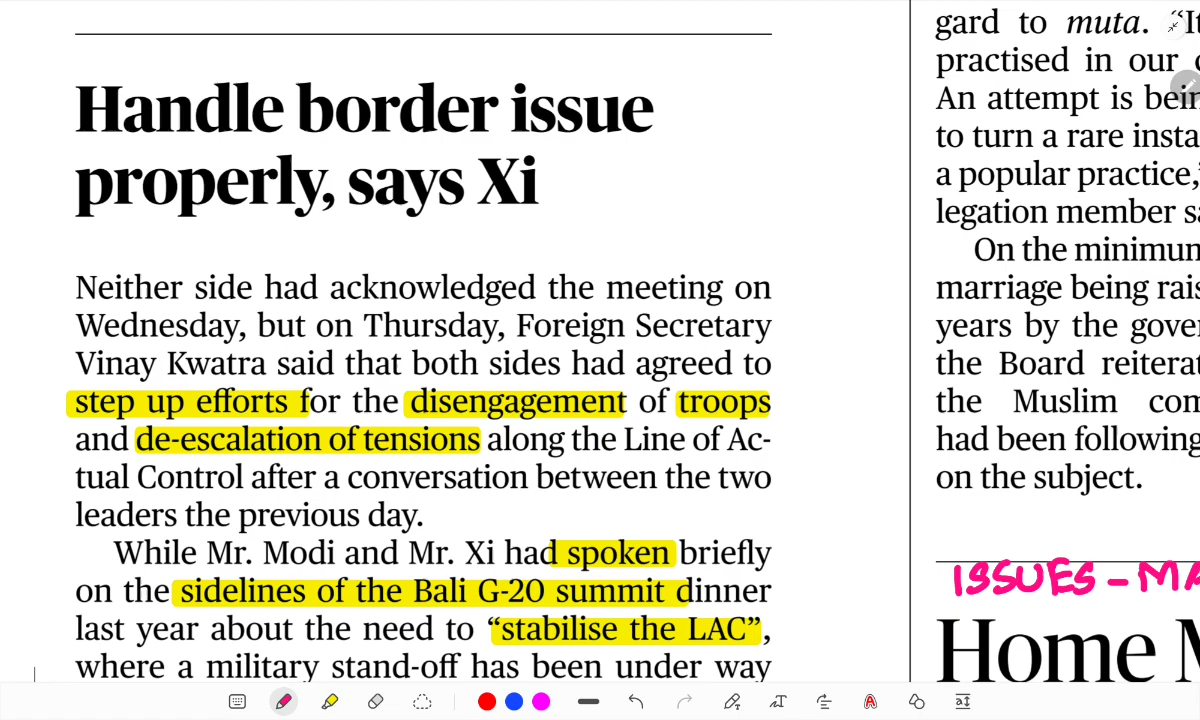 Handle border issue
properly, says Xi
Neither side had acknowledged the meeting on
Wednesday, but on Thursday, Foreign Secretary
Vinay Kwatra said that both sides had agreed to
step up efforts for the disengagement of troops
and de-escalation of tensions along the Line of Ac-
tual Control after a conversation between the two
leaders the previous day.
While Mr. Modi and Mr. Xi had spoken briefly
on the sidelines of the Bali G-20 summit dinner
last year about the need to “stabilise the LAC”,
where a military stand-off has been under way
gard to muta. “It
practised in our
An attempt is bein
to turn a rare insta
a popular practice,”
legation member sa
On the minimun
marriage being rais
years by the gover
the Board reiterat
the Muslim com
had been following
on the subject.
ISSUES - MA
Home M